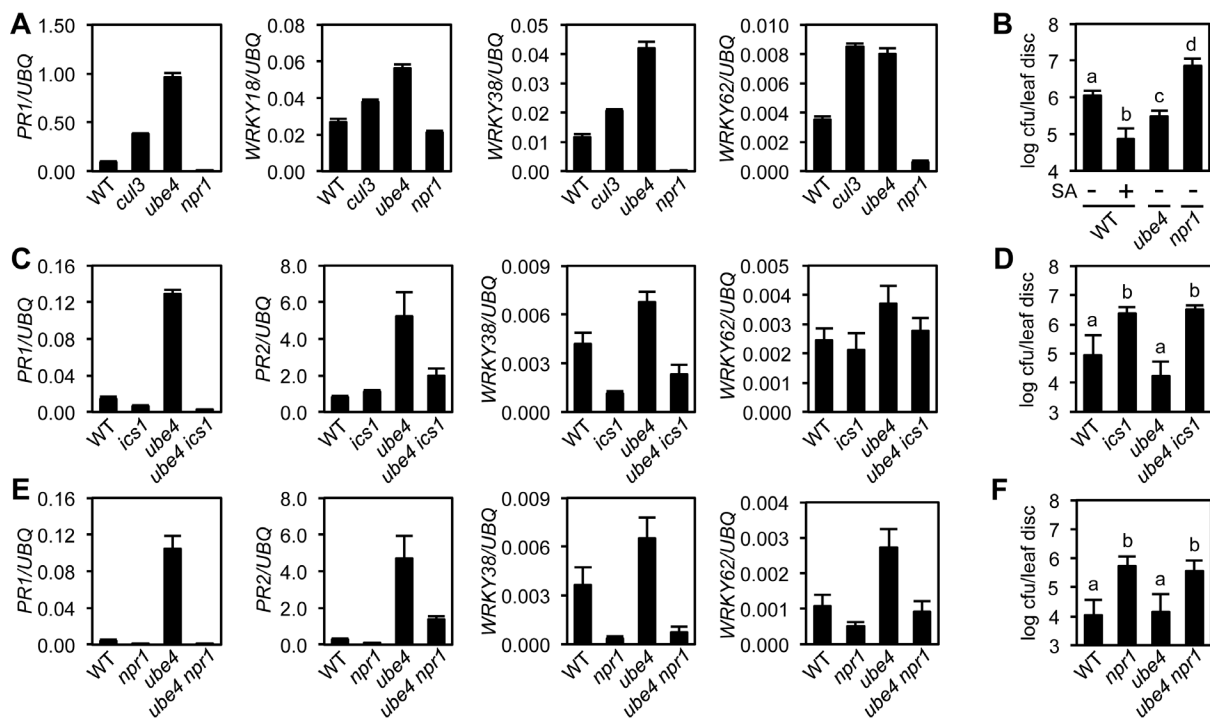 A
PR1/UBQ
1.50
1.00
0.50
0.00
WT
cul3
ube4
npr1
WRKY18/UBQ
0.08
0.06
0.04
0.02
0.00
WT
cul3
ube4
npr1
WRKY38/UBQ
0.05
0.04
0.03
0.02
0.01
0.00
WT
cul3
ube4
npr1
WRKY62/UBQ
0.010
0.008
0.006
0.004
0.002
0.000
WT
cul3
ube4
npr1
B
log cfu/leaf disc
8
7
6
5
4
a
b
c
d
SA - + - -
WT
ube4
npr1
C
PR1/UBQ
0.16
0.12
0.08
0.04
0.00
WT
ics1
ube4
ube4 ics1
PR2/UBQ
8.0
6.0
4.0
2.0
0.0
WT
ics1
ube4
ube4 ics1
WRKY38/UBQ
0.009
0.006
0.003
0.000
WT
ics1
ube4
ube4 ics1
WRKY62/UBQ
0.005
0.004
0.003
0.002
0.001
0.000
WT
ics1
ube4
ube4 ics1
D
log cfu/leaf disc
8
7
6
5
4
3
a
b
a
b
WT
ics1
ube4
ube4 ics1
E
PR1/UBQ
0.16
0.12
0.08
0.04
0.00
WT
npr1
ube4
ube4 npr1
PR2/UBQ
8.0
6.0
4.0
2.0
0.0
WT
npr1
ube4
ube4 npr1
WRKY38/UBQ
0.009
0.006
0.003
0.000
WT
npr1
ube4
ube4 npr1
WRKY62/UBQ
0.004
0.003
0.002
0.001
0.000
WT
npr1
ube4
ube4 npr1
F
log cfu/leaf disc
8
7
6
5
4
3
a
b
a
b
WT
npr1
ube4
ube4 npr1